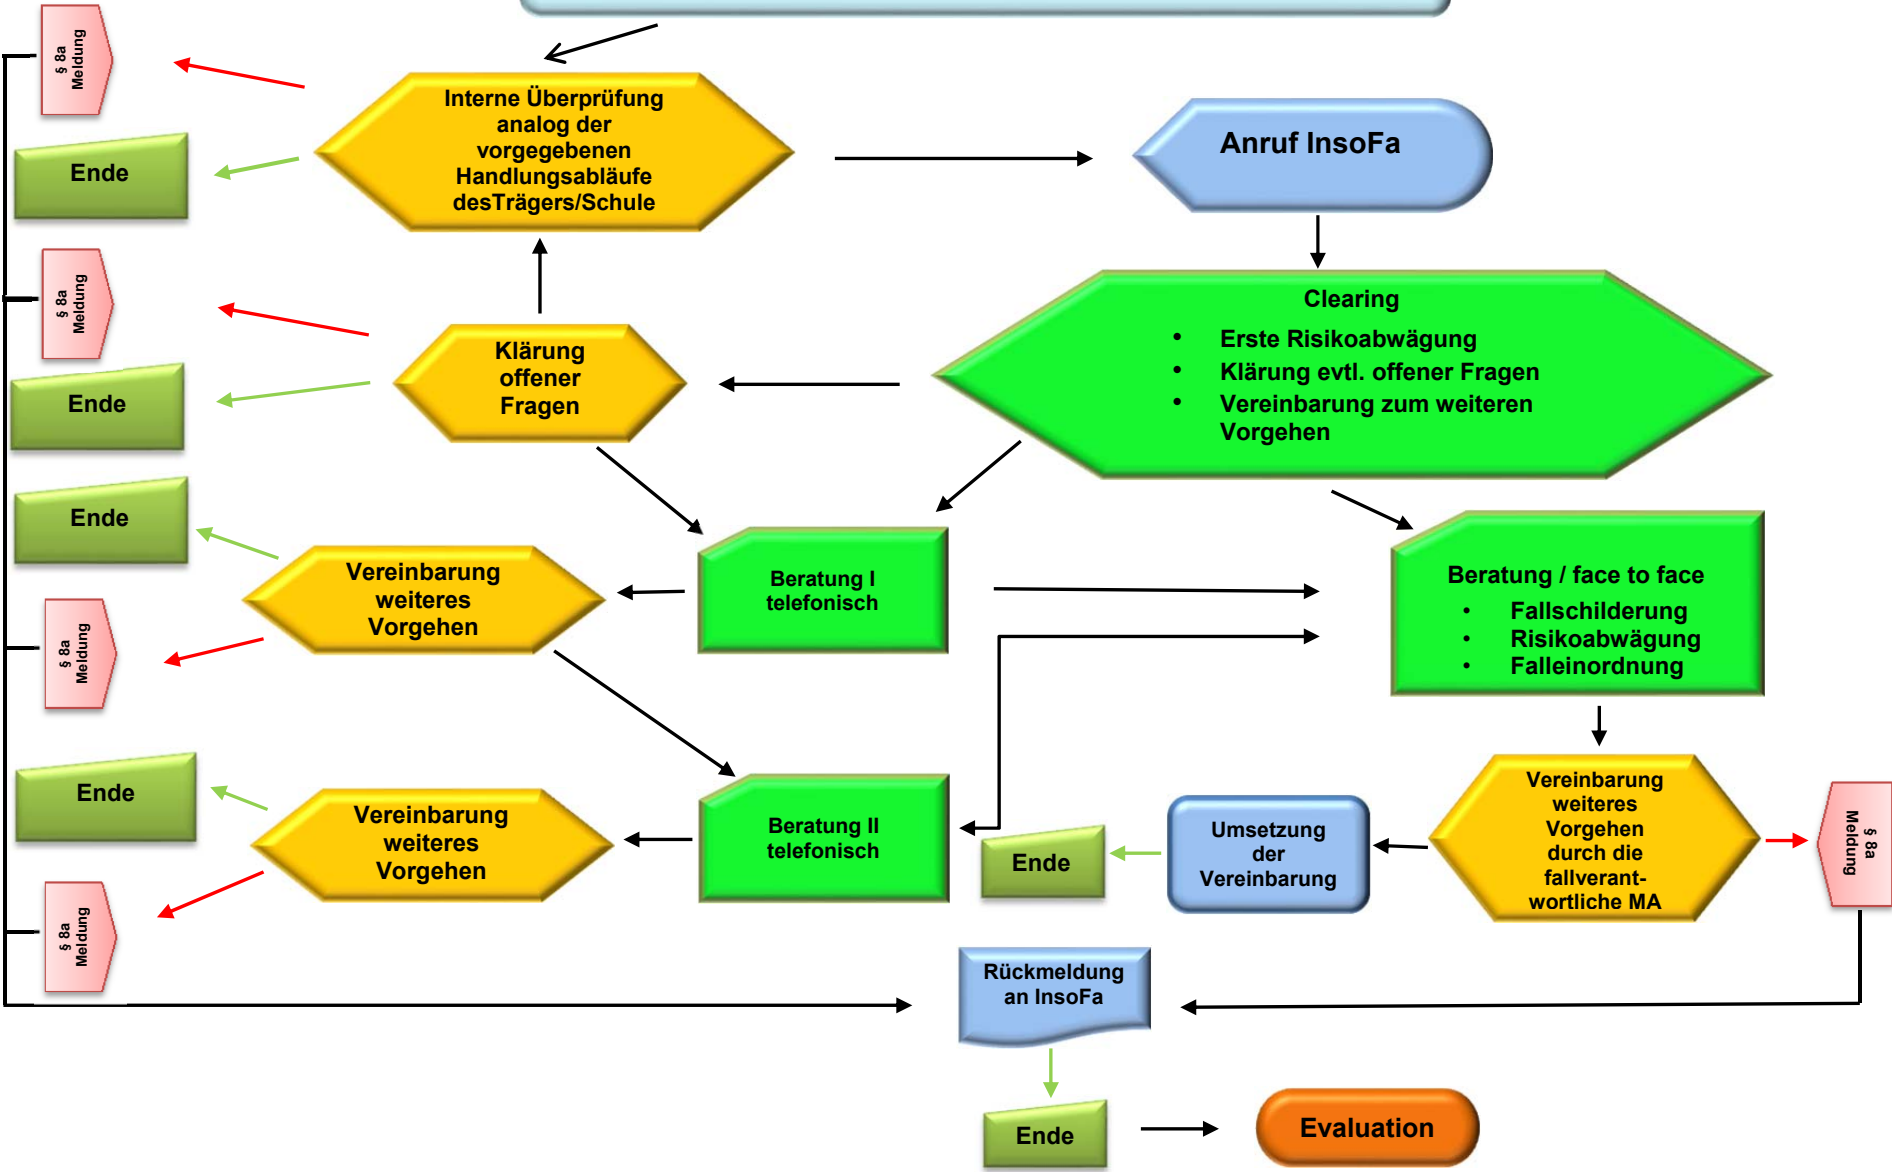 § 8a
Meldung
Interne Überprüfung
analog der
vorgegebenen
Handlungsabläufe
desTrägers/Schule
Anruf InsoFa
Ende
§ 8a
Meldung
Clearing
• Erste Risikoabwägung
• Klärung evtl. offener Fragen
• Vereinbarung zum weiteren
Vorgehen
Klärung
offener
Fragen
Ende
Ende
Vereinbarung
weiteres
Vorgehen
Beratung I
telefonisch
Beratung / face to face
• Fallschilderung
• Risikoabwägung
• Falleinordnung
§ 8a
Meldung
Ende
Vereinbarung
weiteres
Vorgehen
Beratung II
telefonisch
Ende
Umsetzung
der
Vereinbarung
Vereinbarung
weiteres
Vorgehen
durch die
fallverant-
wortliche MA
§ 8a
Meldung
§ 8a
Meldung
Rückmeldung
an InsoFa
Ende
Evaluation